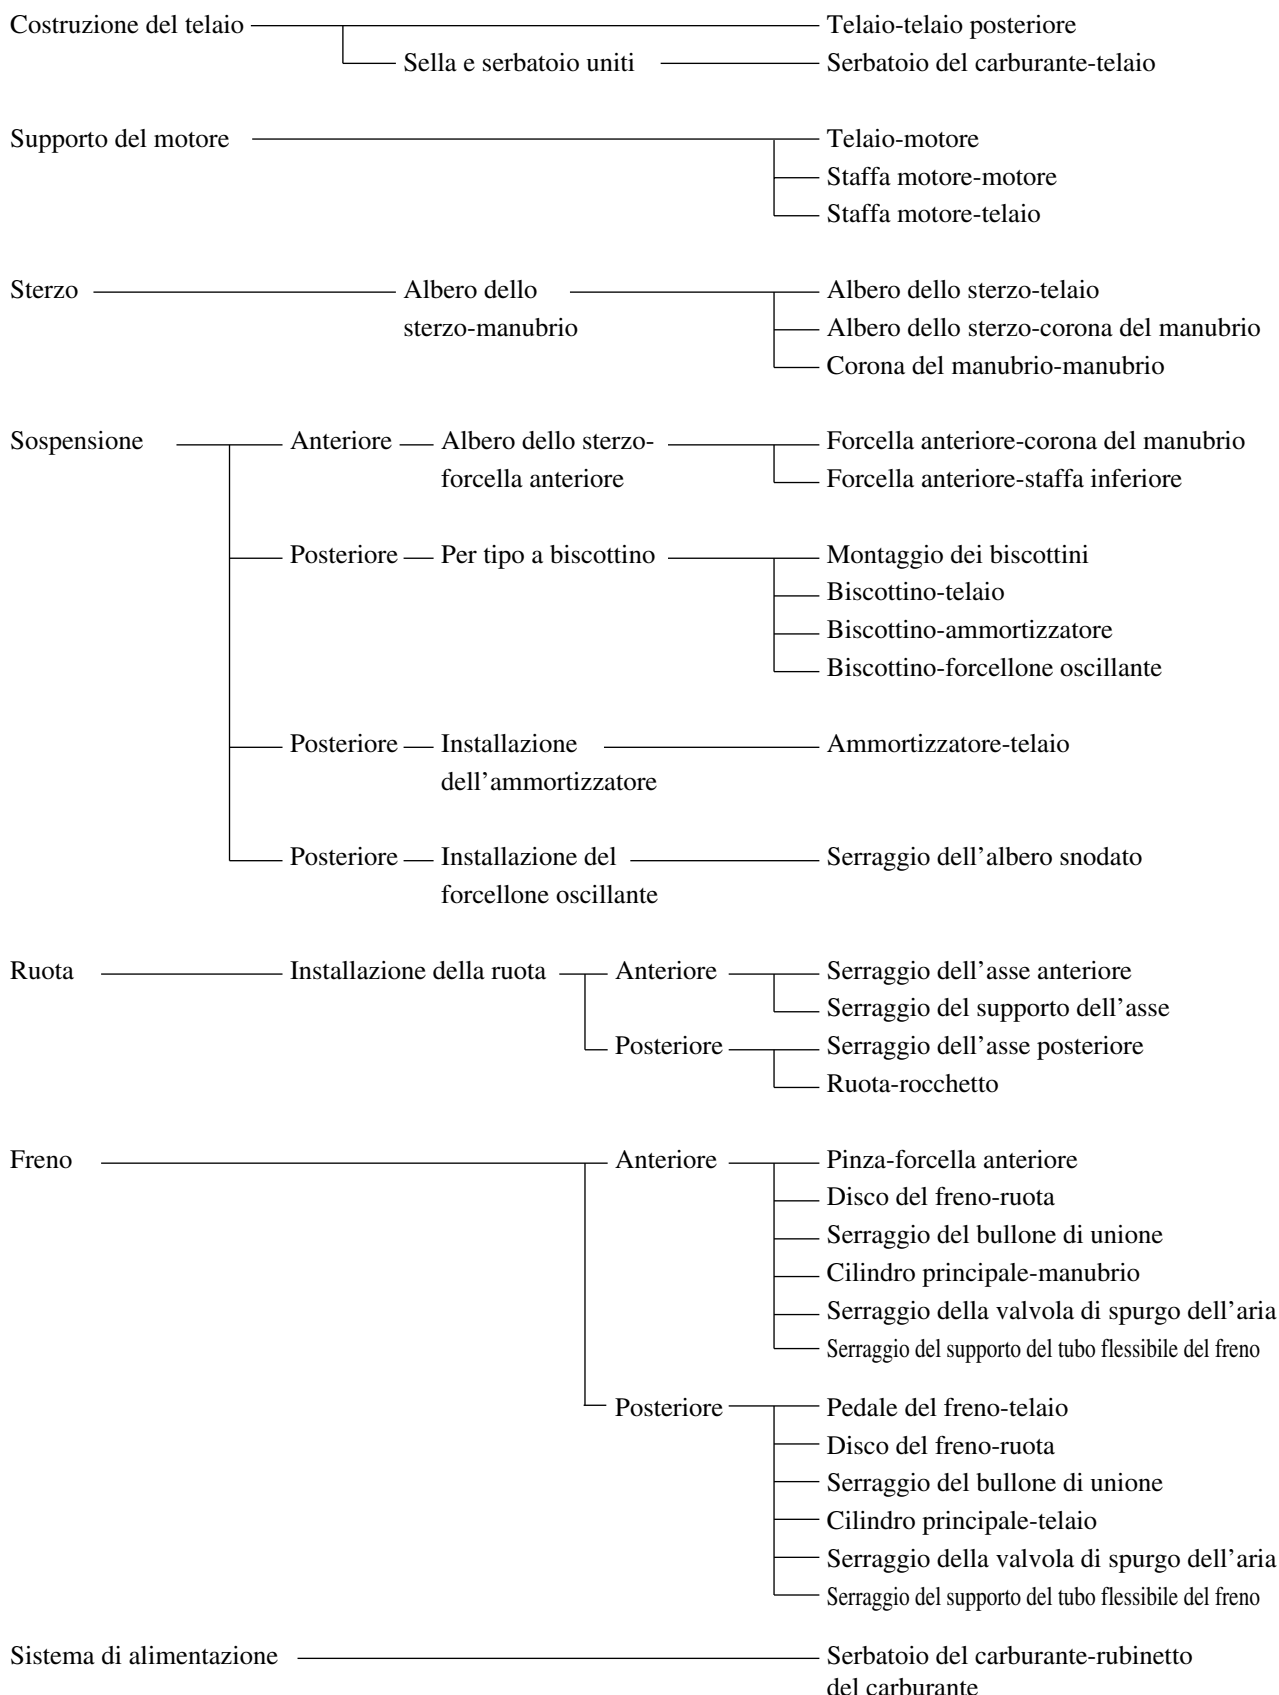 Costruzione del telaio Telaio-telaio posteriore
Sella e serbatoio uniti Serbatoio del carburante-telaio
Supporto del motore Telaio-motore
Staffa motore-motore
Staffa motore-telaio
Sterzo Albero dello Albero dello sterzo-telaio
sterzo-manubrio Albero dello sterzo-corona del manubrio
Corona del manubrio-manubrio
Sospensione Anteriore Albero dello sterzo- Forcella anteriore-corona del manubrio
forcella anteriore Forcella anteriore-staffa inferiore
Posteriore Per tipo a biscottino Montaggio dei biscottini
Biscottino-telaio
Biscottino-ammortizzatore
Biscottino-forcellone oscillante
Posteriore Installazione Ammortizzatore-telaio
dell’ammortizzatore
Posteriore Installazione del Serraggio dell’albero snodato
forcellone oscillante
Ruota Installazione della ruota Anteriore Serraggio dell’asse anteriore
Serraggio del supporto dell’asse
Posteriore Serraggio dell’asse posteriore
Ruota-rocchetto
Freno Anteriore Pinza-forcella anteriore
Disco del freno-ruota
Serraggio del bullone di unione
Cilindro principale-manubrio
Serraggio della valvola di spurgo dell’aria
Serraggio del supporto del tubo flessibile del freno
Posteriore Pedale del freno-telaio
Disco del freno-ruota
Serraggio del bullone di unione
Cilindro principale-telaio
Serraggio della valvola di spurgo dell’aria
Serraggio del supporto del tubo flessibile del freno
Sistema di alimentazione Serbatoio del carburante-rubinetto
del carburante